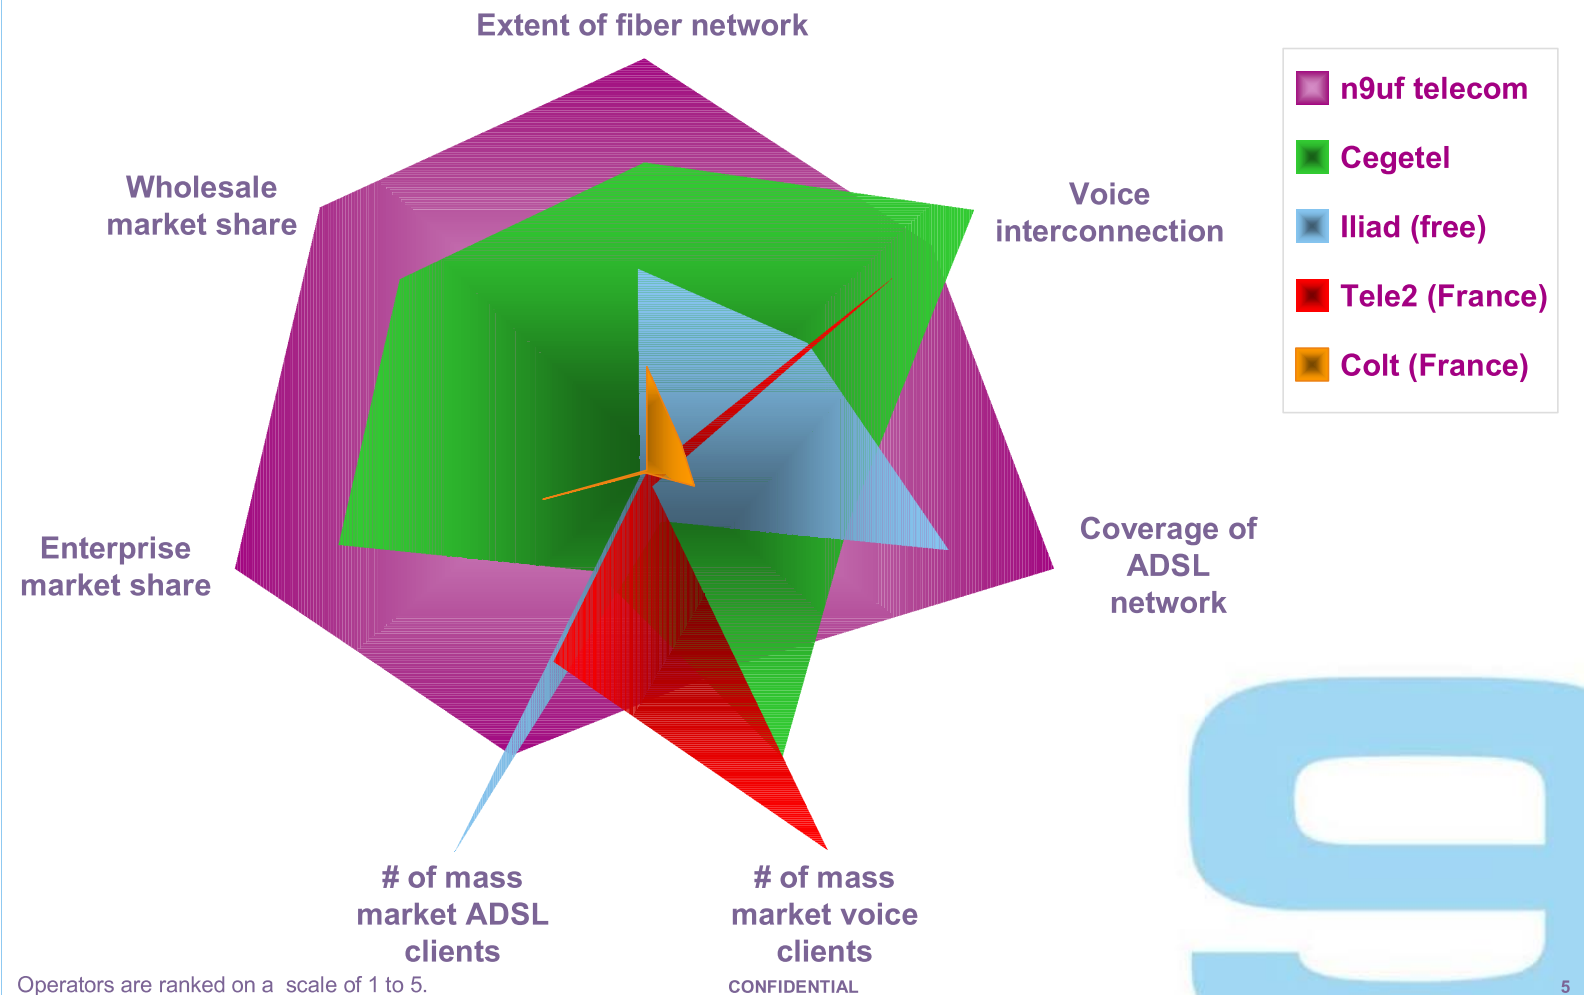 Extent of fiber network
Wholesale
market share
Voice
interconnection
Enterprise
market share
Coverage of
ADSL
network
# of mass
market ADSL
clients
# of mass
market voice
clients
n9uf telecom
Cegetel
Iliad (free)
Tele2 (France)
Colt (France)
Operators are ranked on a scale of 1 to 5.
CONFIDENTIAL
5
9